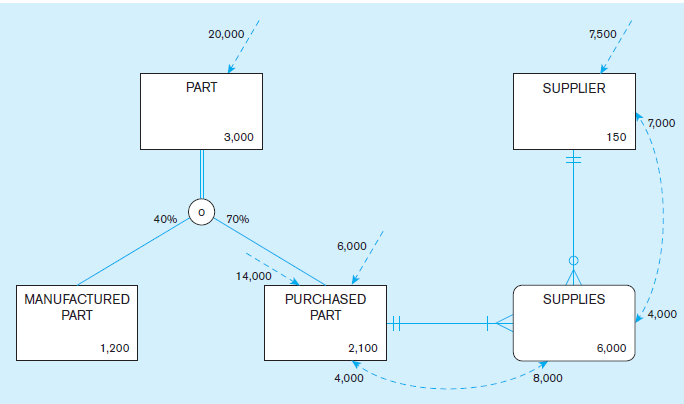 20,000
7,500
PART
3,000
SUPPLIER
150
7,000
40%
o
70%
6,000
14,000
MANUFACTURED
PART
1,200
PURCHASED
PART
2,100
SUPPLIES
6,000
4,000
4,000
8,000